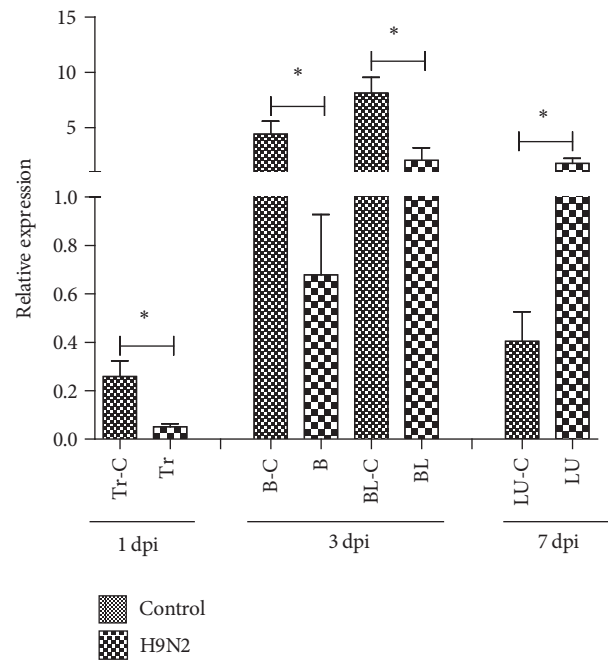 Relative expression
15
10
5
1.0
0.8
0.6
0.4
0.2
0.0
*
*
*
*
Tr-C
Tr
B-C
B
BL-C
BL
LU-C
LU
1 dpi
3 dpi
7 dpi
Control
H9N2